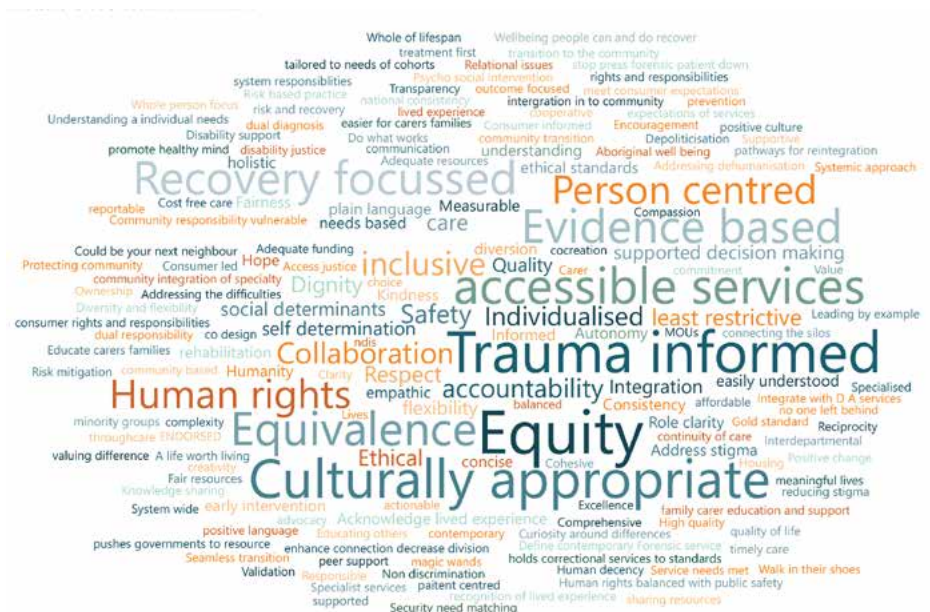 Whole of lifespan Wellbeing people can and do recover
treatment first transition to the community
tailored to needs of cohorts Relational issues stop press forensic patient down
system responsiblities Psycho social intervention rights and responsibilities
Risk based practice Transparency outcome focused meet consumer expectations
Whole person focus national consistency intergration in to community prevention
Understanding a individual needs risk and recovery lived experience cooperative expectations of services
dual diagnosis easier for carers families Consumer informed Encouragement positive culture
Disability support Do what works community transition Depoliticisation Supportive
promote healthy mind disability justice communication understanding Aboriginal well being pathways for reintegration
holistic Adequate resources ethical standards Addressing dehumanisation Systemic approach
Recovery focussed Person centred
Cost free care Fairness
reportable plain language Measurable Compassion
Community responsibility vulnerable needs based care Evidence based
Could be your next neighbour Adequate funding diversion cocreation supported decision making
Protecting community Consumer led Hope Access justice inclusive Quality Carer commitment Value
community integration of specialty choice
Ownership Addressing the difficulties Dignity Kindness accessible services
Diversity and flexibility social determinants Safety Individualised least restrictive Leading by example
consumer rights and responsibilities self determination
dual responsibility co design ndis Informed Autonomy MOUs connecting the silos
Educate carers families rehabilitation Collaboration Trauma informed
Risk mitigation community based Humanity Clarity Respect
Human rights empathic accountability Integration easily understood Specialised
flexibility balanced Consistency affordable Integrate with D A services
minority groups complexity Lives no one left behind
throughcare ENDORSED Equivalence Equity Role clarity Gold standard Reciprocity
continuity of care Interdepartmental
valuing difference A life worth living Ethical concise Cohesive Address stigma Positive change
creativity Housing
Fair resources Culturally appropriate meaningful lives
Knowledge sharing reducing stigma
System wide early intervention actionable Excellence family carer education and support
advocacy Acknowledge lived experience Comprehensive High quality
positive language Educating others contemporary Curiosity around differences quality of life
pushes governments to resource enhance connection decrease division Define contemporary Forensic service timely care
Seamless transition peer support magic wands holds correctional services to standards
Validation Responsible Non discrimination Human decency Service needs met Walk in their shoes
Specialist services paitent centred Human rights balanced with public safety
supported recognition of lived experience sharing resources
Security need matching